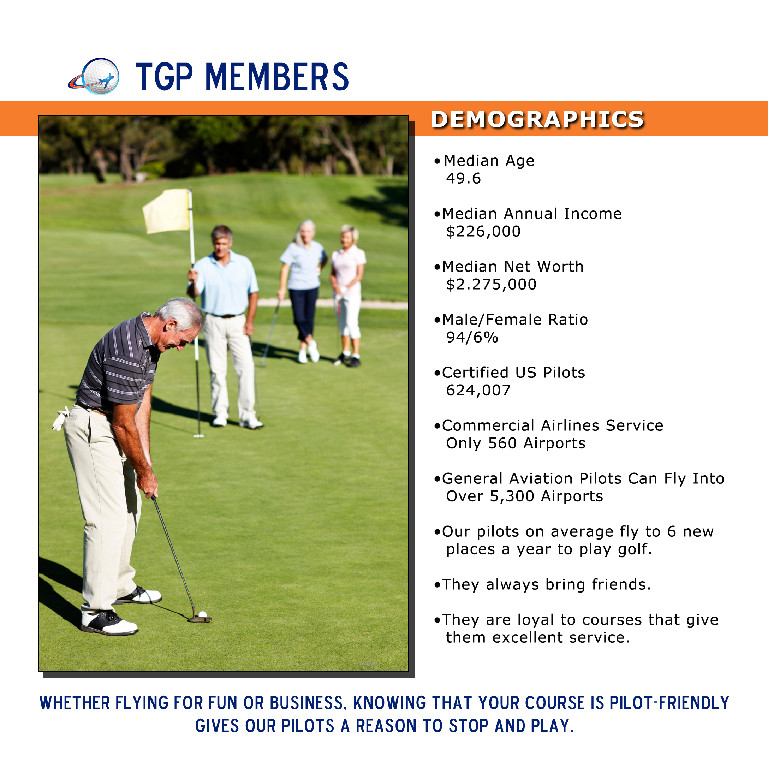 TGP MEMBERS
DEMOGRAPHICS
•Median Age
49.6
•Median Annual Income
$226,000
•Median Net Worth
$2.275,000
•Male/Female Ratio
94/6%
•Certified US Pilots
624,007
•Commercial Airlines Service
Only 560 Airports
•General Aviation Pilots Can Fly Into
Over 5,300 Airports
•Our pilots on average fly to 6 new
places a year to play golf.
•They always bring friends.
•They are loyal to courses that give
them excellent service.
WHETHER FLYING FOR FUN OR BUSINESS, KNOWING THAT YOUR COURSE IS PILOT-FRIENDLY
GIVES OUR PILOTS A REASON TO STOP AND PLAY.